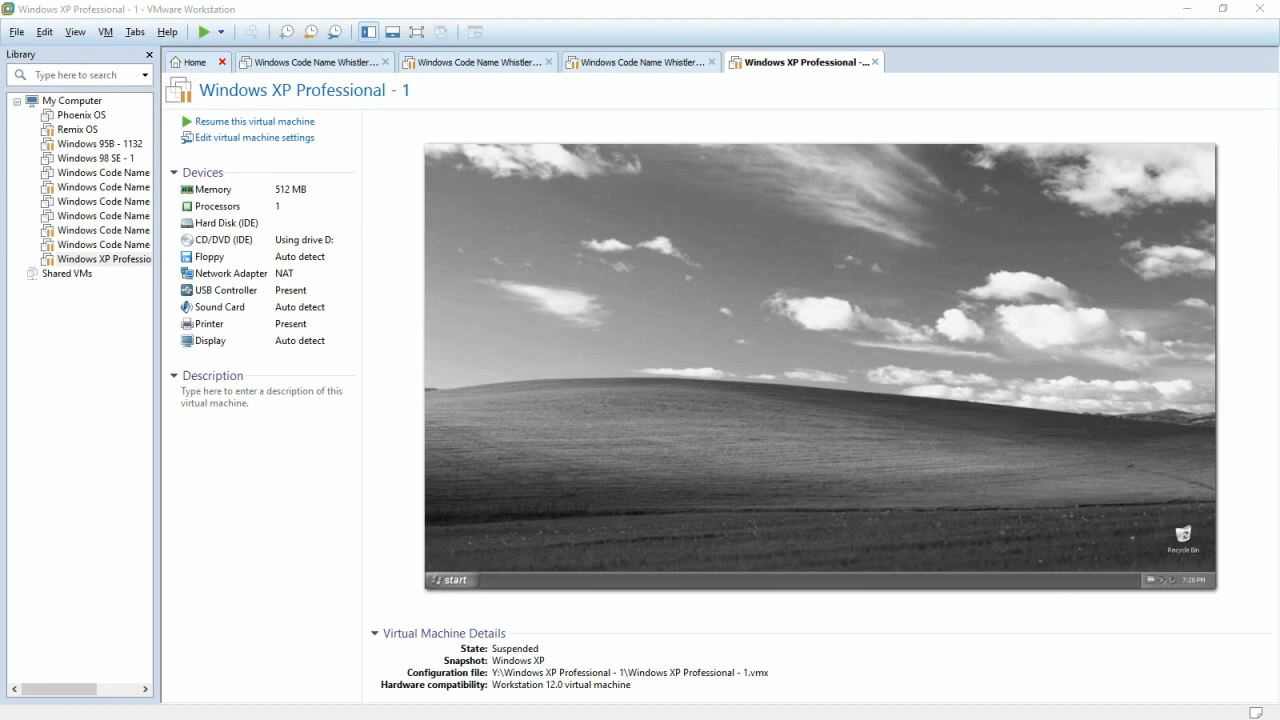 Windows XP Professional - 1 - VMware Workstation
File Edit View VM Tabs Help
Library
Type here to search
My Computer
Phoenix OS
Remix OS
Windows 95B - 1132
Windows 98 SE - 1
Windows Code Name
Windows Code Name
Windows Code Name
Windows Code Name
Windows Code Name
Windows Code Name
Windows XP Professio
Shared VMs
Home
Windows Code Name Whistler...
Windows Code Name Whistler...
Windows Code Name Whistler...
Windows XP Professional -...
Windows XP Professional - 1
Resume this virtual machine
Edit virtual machine settings
Devices
Memory 512 MB
Processors 1
Hard Disk (IDE)
CD/DVD (IDE) Using drive D:
Floppy Auto detect
Network Adapter NAT
USB Controller Present
Sound Card Auto detect
Printer Present
Display Auto detect
Description
Type here to enter a description of this
virtual machine.
Recycle Bin
start
7:28 PM
Virtual Machine Details
State: Suspended
Snapshot: Windows XP
Configuration file: Y:\Windows XP Professional - 1\Windows XP Professional - 1.vmx
Hardware compatibility: Workstation 12.0 virtual machine